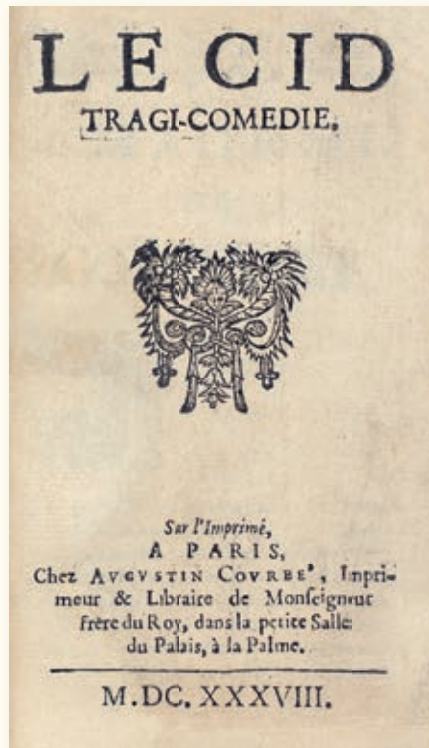 LE CID
TRAGI-COMEDIE.
Sur l'Imprimé,
A PARIS,
Chez AVGVSTIN COVRBE', Impri-
meur & Libraire de Monseigneur
Frère du Roy, dans la petite Salle
du Palais, à la Palme.
M.DC.XXXVIII.